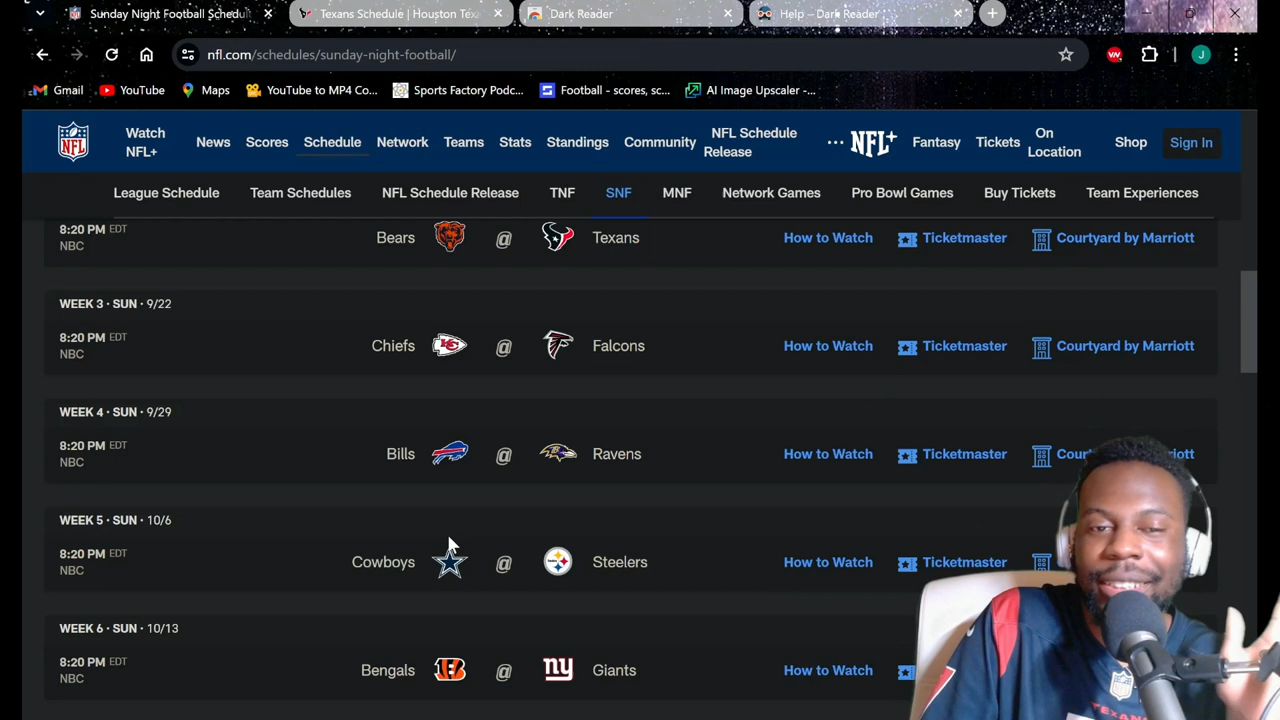 Sunday Night Football Schedul
Texans Schedule | Houston Tex
Dark Reader
Help – Dark Reader
nfl.com/schedules/sunday-night-football/
J
Gmail
YouTube
Maps
YouTube to MP4 Co...
Sports Factory Podc...
Football - scores, sc...
AI Image Upscaler -...
NFL
Watch NFL+
News
Scores
Schedule
Network
Teams
Stats
Standings
Community
NFL Schedule Release
NFL+
Fantasy
Tickets
On Location
Shop
Sign In
League Schedule
Team Schedules
NFL Schedule Release
TNF
SNF
MNF
Network Games
Pro Bowl Games
Buy Tickets
Team Experiences
8:20 PM EDT
NBC
Bears @ Texans
How to Watch
Ticketmaster
Courtyard by Marriott
WEEK 3 · SUN · 9/22
8:20 PM EDT
NBC
Chiefs KC @ Falcons
How to Watch
Ticketmaster
Courtyard by Marriott
WEEK 4 · SUN · 9/29
8:20 PM EDT
NBC
Bills @ Ravens
How to Watch
Ticketmaster
WEEK 5 · SUN · 10/6
8:20 PM EDT
NBC
Cowboys @ Steelers
How to Watch
Ticketmaster
WEEK 6 · SUN · 10/13
8:20 PM EDT
NBC
Bengals B @ ny Giants
How to Watch
NFL